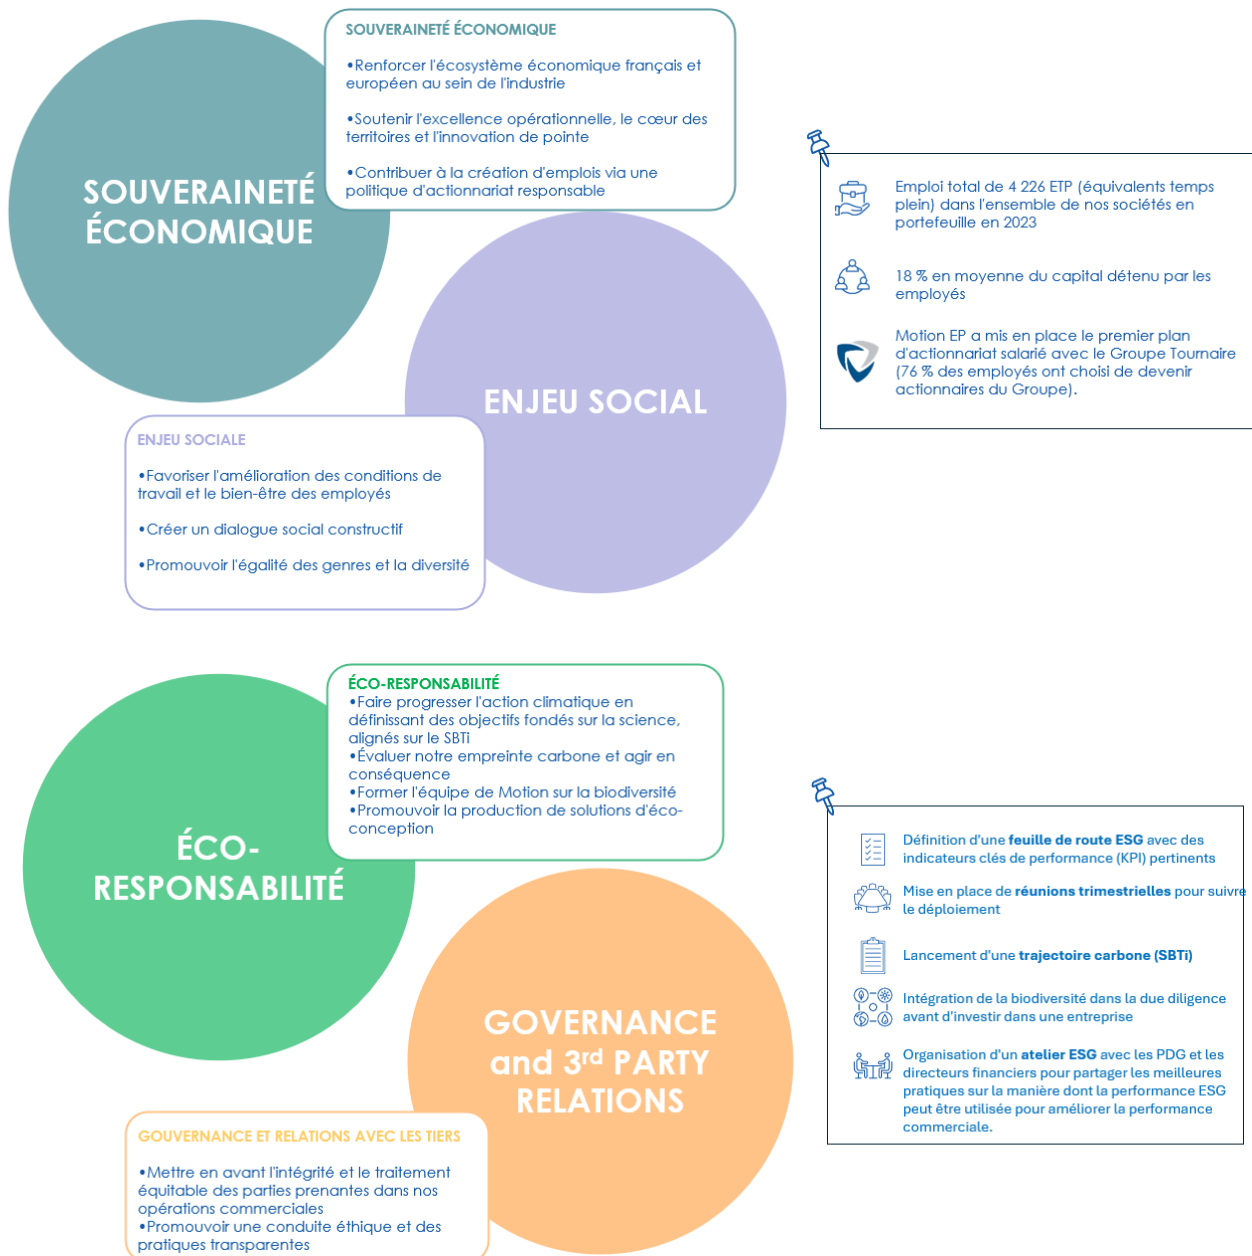 SOUVERAINETÉ ÉCONOMIQUE
•Renforcer l'écosystème économique français et
européen au sein de l'industrie
•Soutenir l'excellence opérationnelle, le cœur des
territoires et l'innovation de pointe
•Contribuer à la création d'emplois via une
politique d'actionnariat responsable
SOUVERAINETÉ
ÉCONOMIQUE
Emploi total de 4 226 ETP (équivalents temps
plein) dans l'ensemble de nos sociétés en
portefeuille en 2023
18 % en moyenne du capital détenu par les
employés
Motion EP a mis en place le premier plan
d'actionnariat salarié avec le Groupe Tournaire
(76 % des employés ont choisi de devenir
actionnaires du Groupe).
ENJEU SOCIAL
ENJEU SOCIALE
•Favoriser l'amélioration des conditions de
travail et le bien-être des employés
•Créer un dialogue social constructif
•Promouvoir l'égalité des genres et la diversité
ÉCO-RESPONSABILITÉ
•Faire progresser l'action climatique en
définissant des objectifs fondés sur la science,
alignés sur le SBTi
•Évaluer notre empreinte carbone et agir en
conséquence
•Former l'équipe de Motion sur la biodiversité
•Promouvoir la production de solutions d'éco-
conception
ÉCO-
RESPONSABILITÉ
Définition d'une feuille de route ESG avec des
indicateurs clés de performance (KPI) pertinents
Mise en place de réunions trimestrielles pour suivre
le déploiement
Lancement d'une trajectoire carbone (SBTi)
Intégration de la biodiversité dans la due diligence
avant d'investir dans une entreprise
Organisation d'un atelier ESG avec les PDG et les
directeurs financiers pour partager les meilleures
pratiques sur la manière dont la performance ESG
peut être utilisée pour améliorer la performance
commerciale.
GOVERNANCE
and 3rd PARTY
RELATIONS
GOUVERNANCE ET RELATIONS AVEC LES TIERS
•Mettre en avant l'intégrité et le traitement
équitable des parties prenantes dans nos
opérations commerciales
•Promouvoir une conduite éthique et des
pratiques transparentes